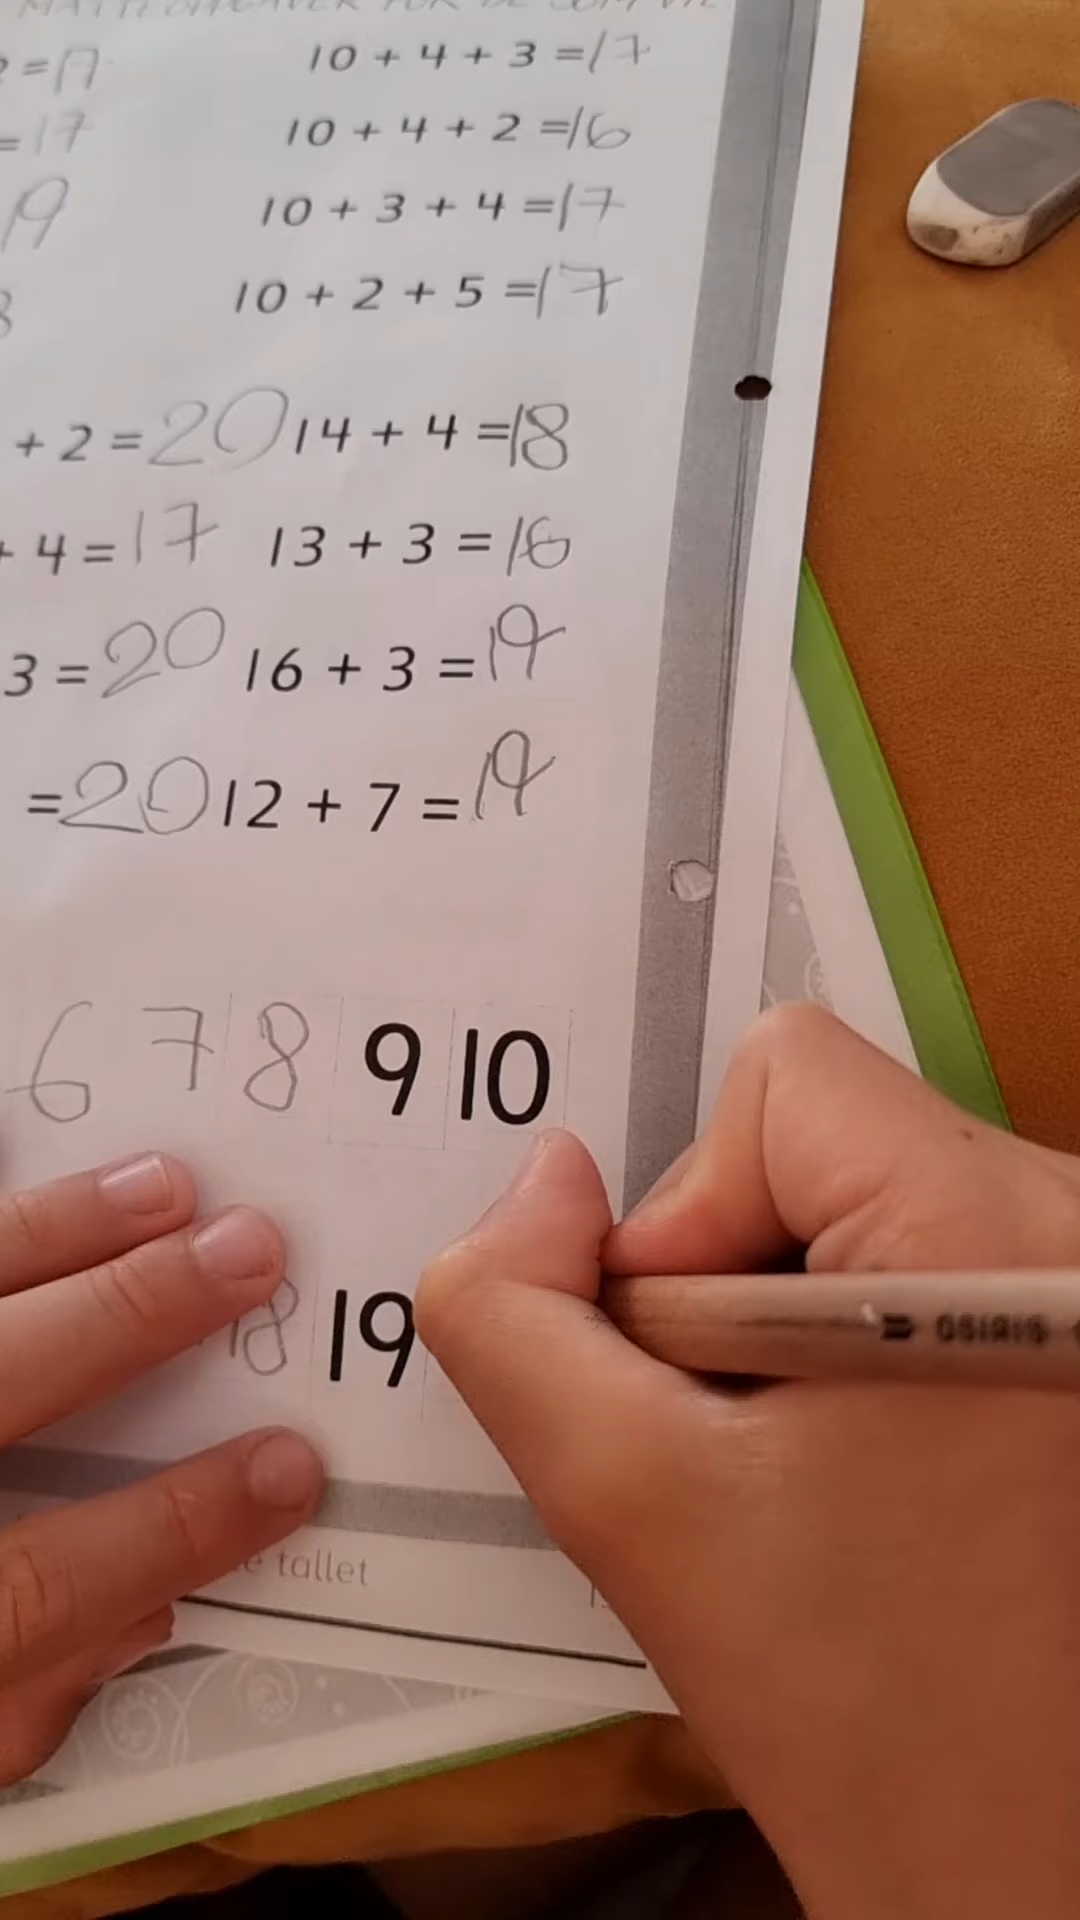 =17 10 + 4 + 3 =17
=17 10 + 4 + 2 =16
19 10 + 3 + 4 =17
10 + 2 + 5 =17
+ 2 = 20 14 + 4 =18
+ 4 = 17 13 + 3 = 16
3 = 20 16 + 3 = 19
= 20 12 + 7 = 19
6 7 8 9 10
18 19
tallet
OSIRIS